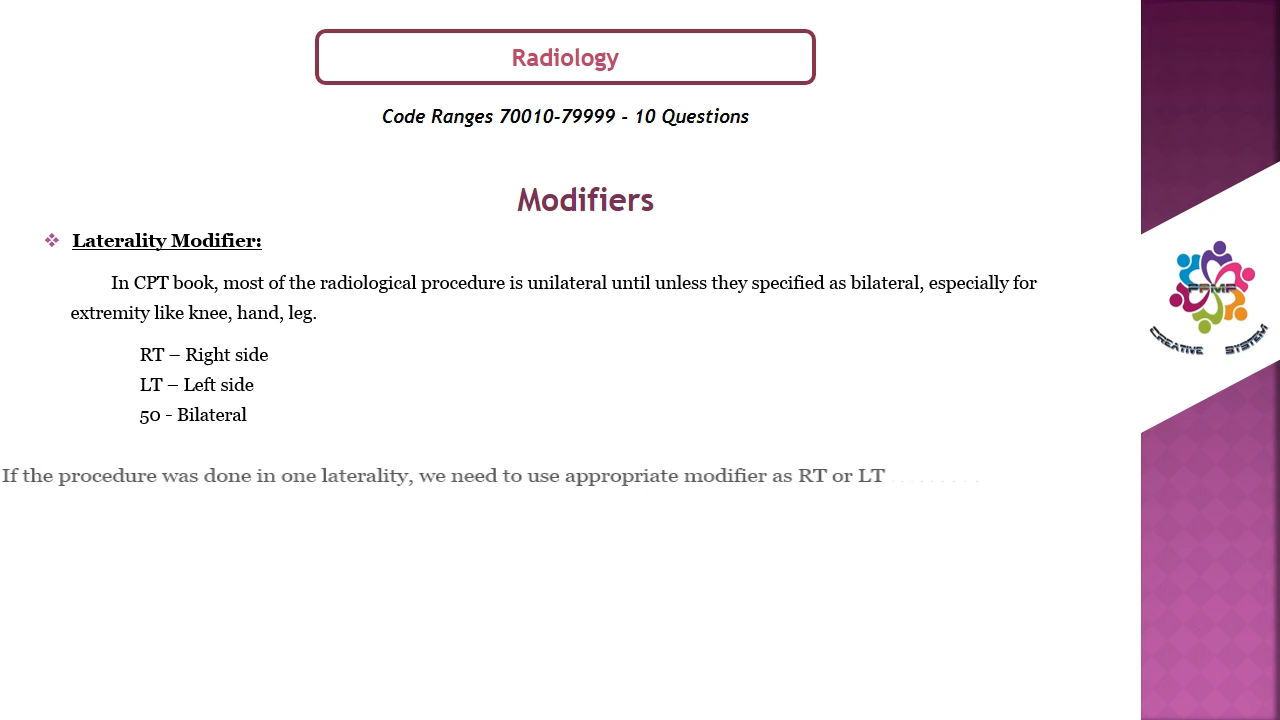 Radiology
Code Ranges 70010-79999 - 10 Questions
Modifiers
❖ Laterality Modifier:
In CPT book, most of the radiological procedure is unilateral until unless they specified as bilateral, especially for
extremity like knee, hand, leg.
RT – Right side
LT – Left side
50 - Bilateral
If the procedure was done in one laterality, we need to use appropriate modifier as RT or LT .........
CREATIVE SYSTEM